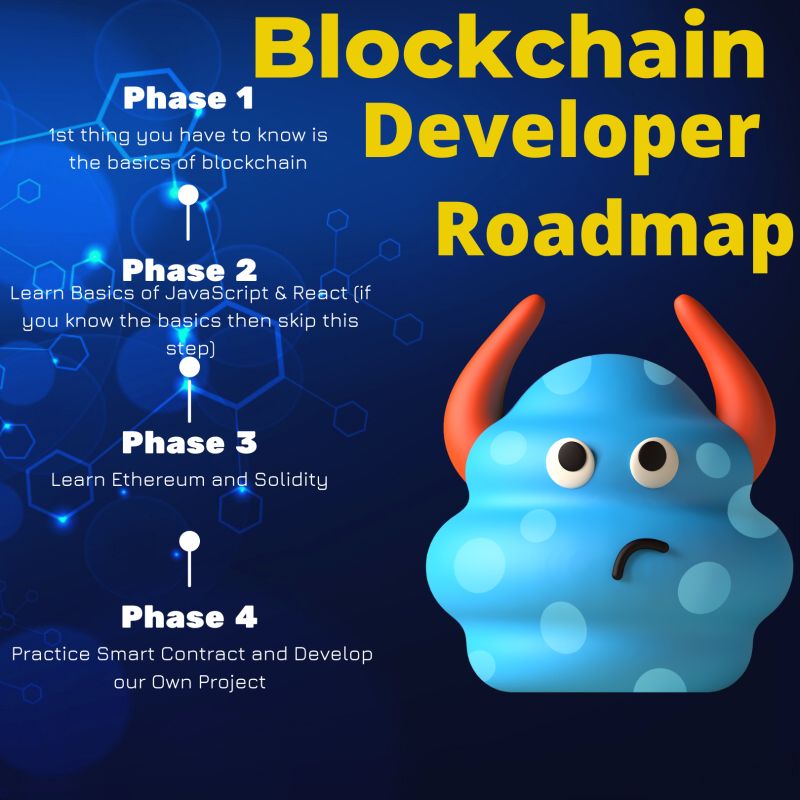 Blockchain
Developer
Roadmap
Phase 1
1st thing you have to know is
the basics of blockchain
Phase 2
Learn Basics of JavaScript & React (if
you know the basics then skip this
step)
Phase 3
Learn Ethereum and Solidity
Phase 4
Practice Smart Contract and Develop
our Own Project